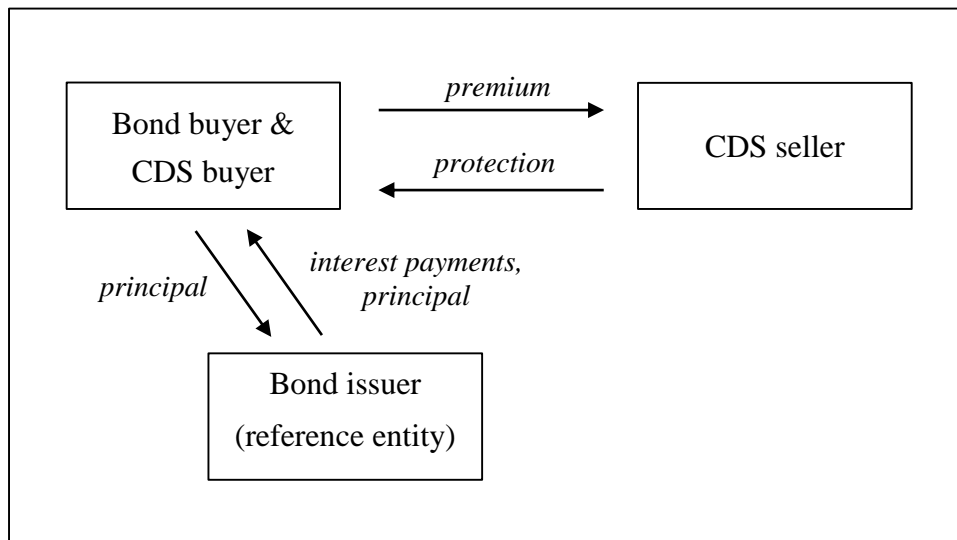 Bond buyer &
CDS buyer
premium
protection
CDS seller
principal
interest payments,
principal
Bond issuer
(reference entity)